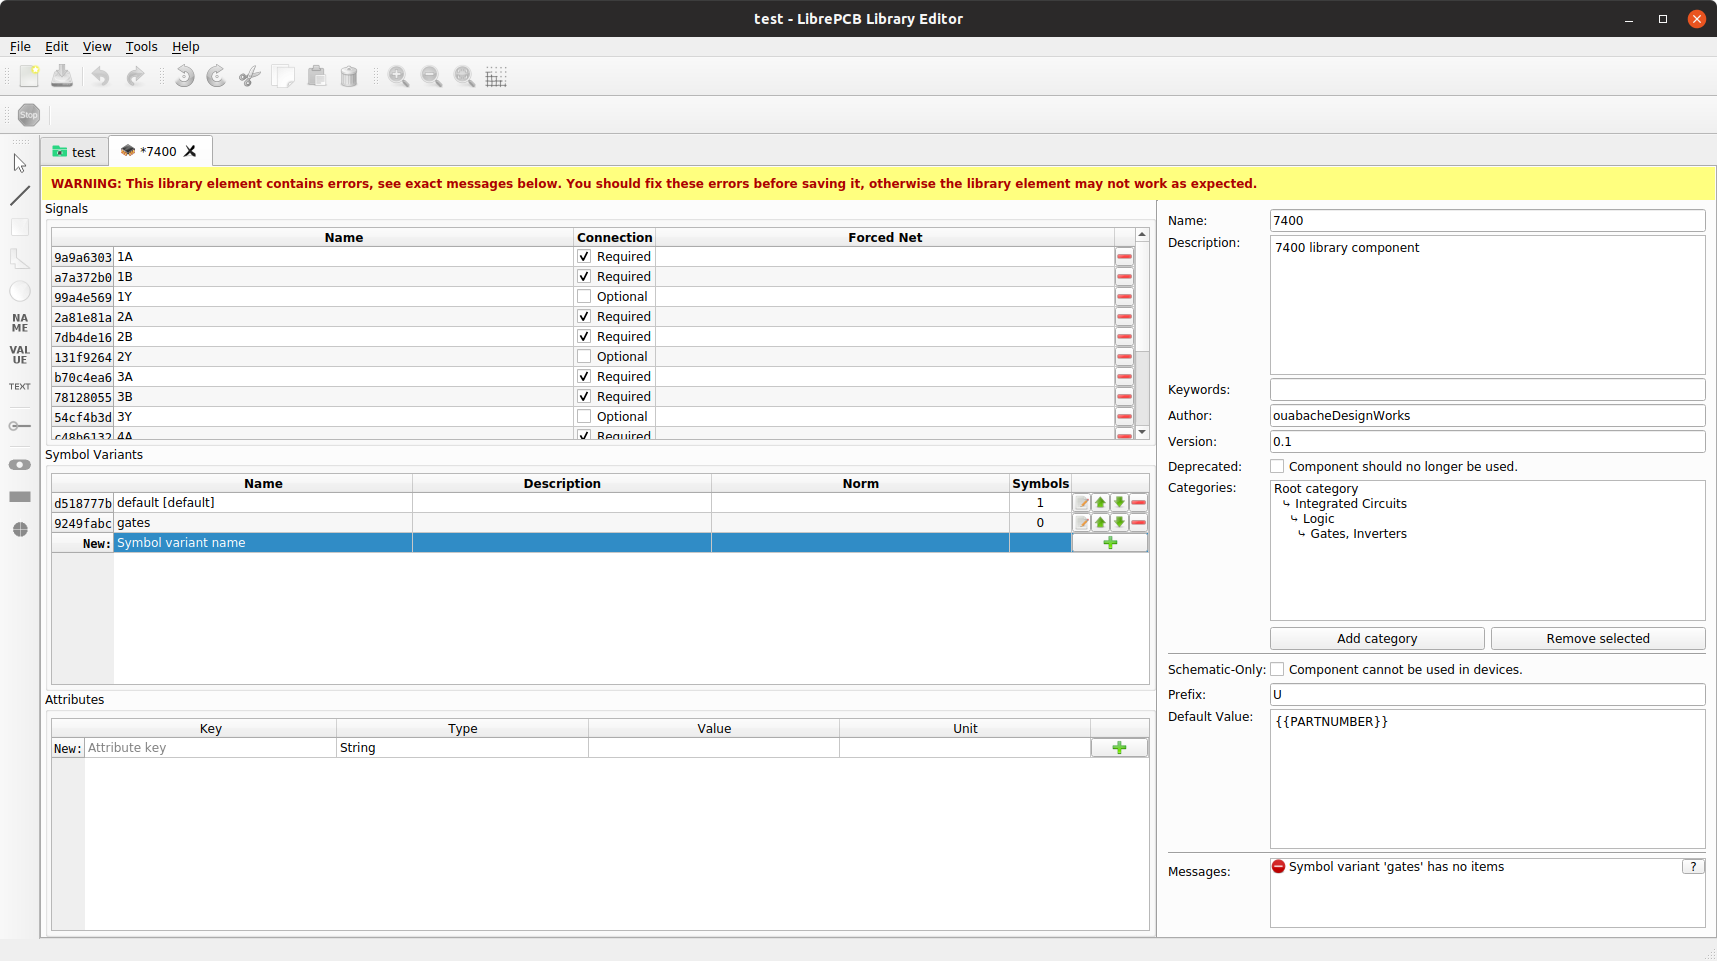 test - LibrePCB Library Editor
File Edit View Tools Help
Stop
test *7400
WARNING: This library element contains errors, see exact messages below. You should fix these errors before saving it, otherwise the library element may not work as expected.
Signals
Name Connection Forced Net
9a9a6303 1A Required
a7a372b0 1B Required
99a4e569 1Y Optional
2a81e81a 2A Required
7db4de16 2B Required
131f9264 2Y Optional
b70c4ea6 3A Required
78128055 3B Required
54cf4b3d 3Y Optional
c48b6132 4A Required
NA
ME
VAL
UE
TEXT
Symbol Variants
Name Description Norm Symbols
d518777b default [default] 1
9249fabc gates 0
New: Symbol variant name
Attributes
Key Type Value Unit
New: Attribute key String
Name: 7400
Description: 7400 library component
Keywords:
Author: ouabacheDesignWorks
Version: 0.1
Deprecated: Component should no longer be used.
Categories: Root category
⤷ Integrated Circuits
⤷ Logic
⤷ Gates, Inverters
Add category Remove selected
Schematic-Only: Component cannot be used in devices.
Prefix: U
Default Value: {{PARTNUMBER}}
Messages: Symbol variant 'gates' has no items ?